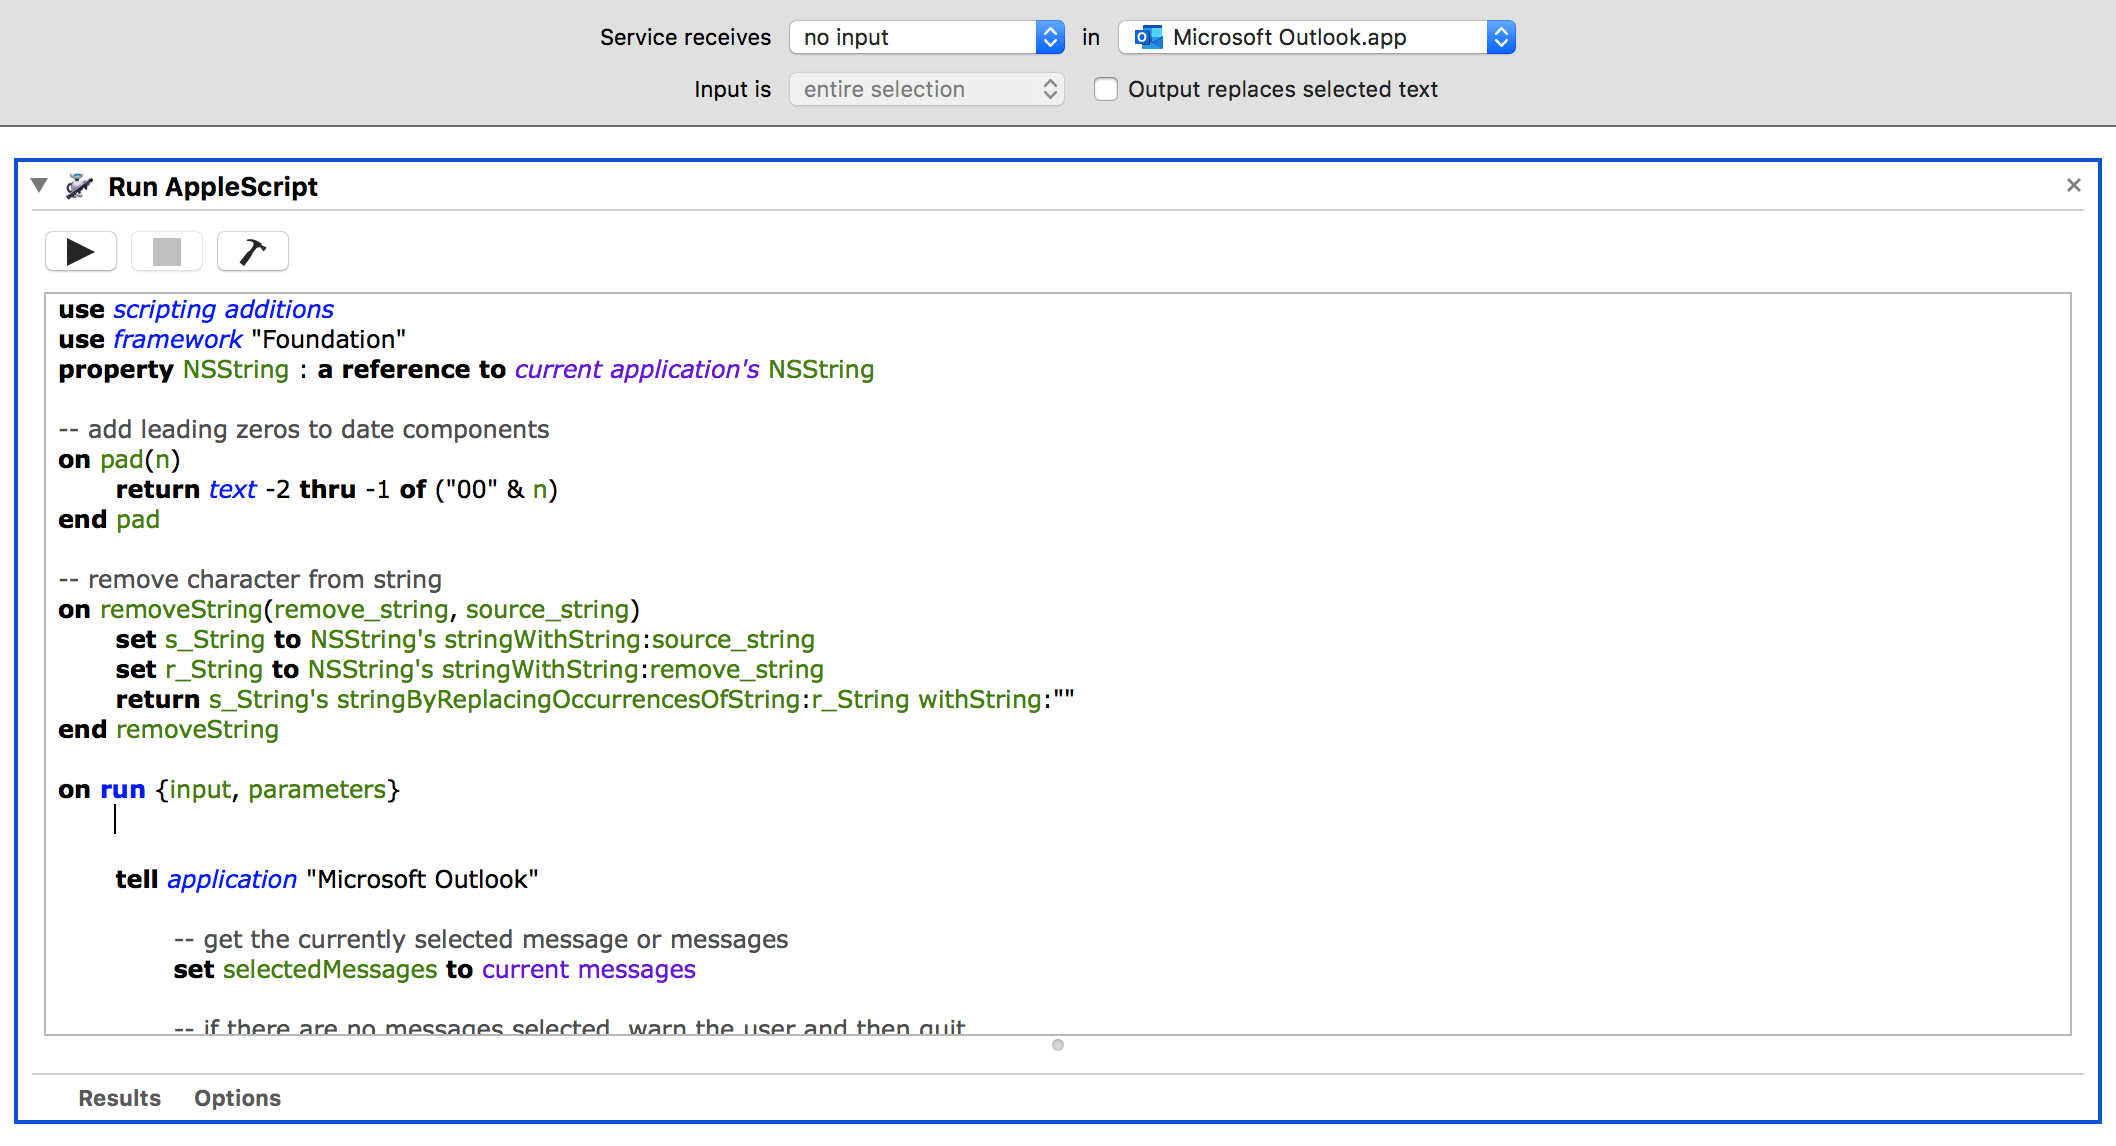 Service receives no input in Microsoft Outlook.app
Input is entire selection Output replaces selected text
Run AppleScript
use scripting additions
use framework "Foundation"
property NSString : a reference to current application's NSString
-- add leading zeros to date components
on pad(n)
return text -2 thru -1 of ("00" & n)
end pad
-- remove character from string
on removeString(remove_string, source_string)
set s_String to NSString's stringWithString:source_string
set r_String to NSString's stringWithString:remove_string
return s_String's stringByReplacingOccurrencesOfString:r_String withString:""
end removeString
on run {input, parameters}
tell application "Microsoft Outlook"
-- get the currently selected message or messages
set selectedMessages to current messages
-- if there are no messages selected, warn the user and then quit
Results Options